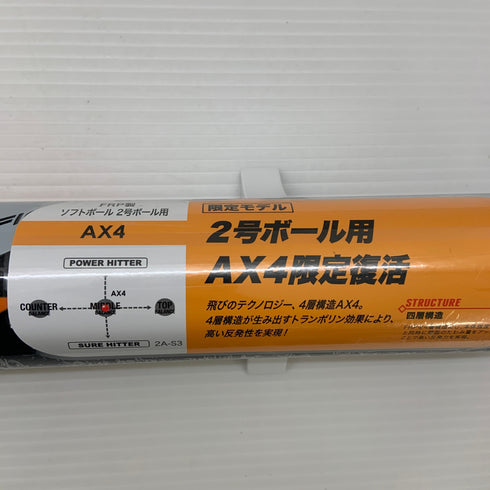 FRP製
ソフトボール 2号ボール用
AX4
POWER HITTER
AX4
COUNTER
BALANCE
MIDDLE
TOP
BALANCE
SURE HITTER
2A-S3
限定モデル
2号ボール用
AX4限定復活
飛びのテクノロジー、4層構造AX4。
4層構造が生み出すトランポリン効果により、
高い反発性を実現!
STRUCTURE
四層構造